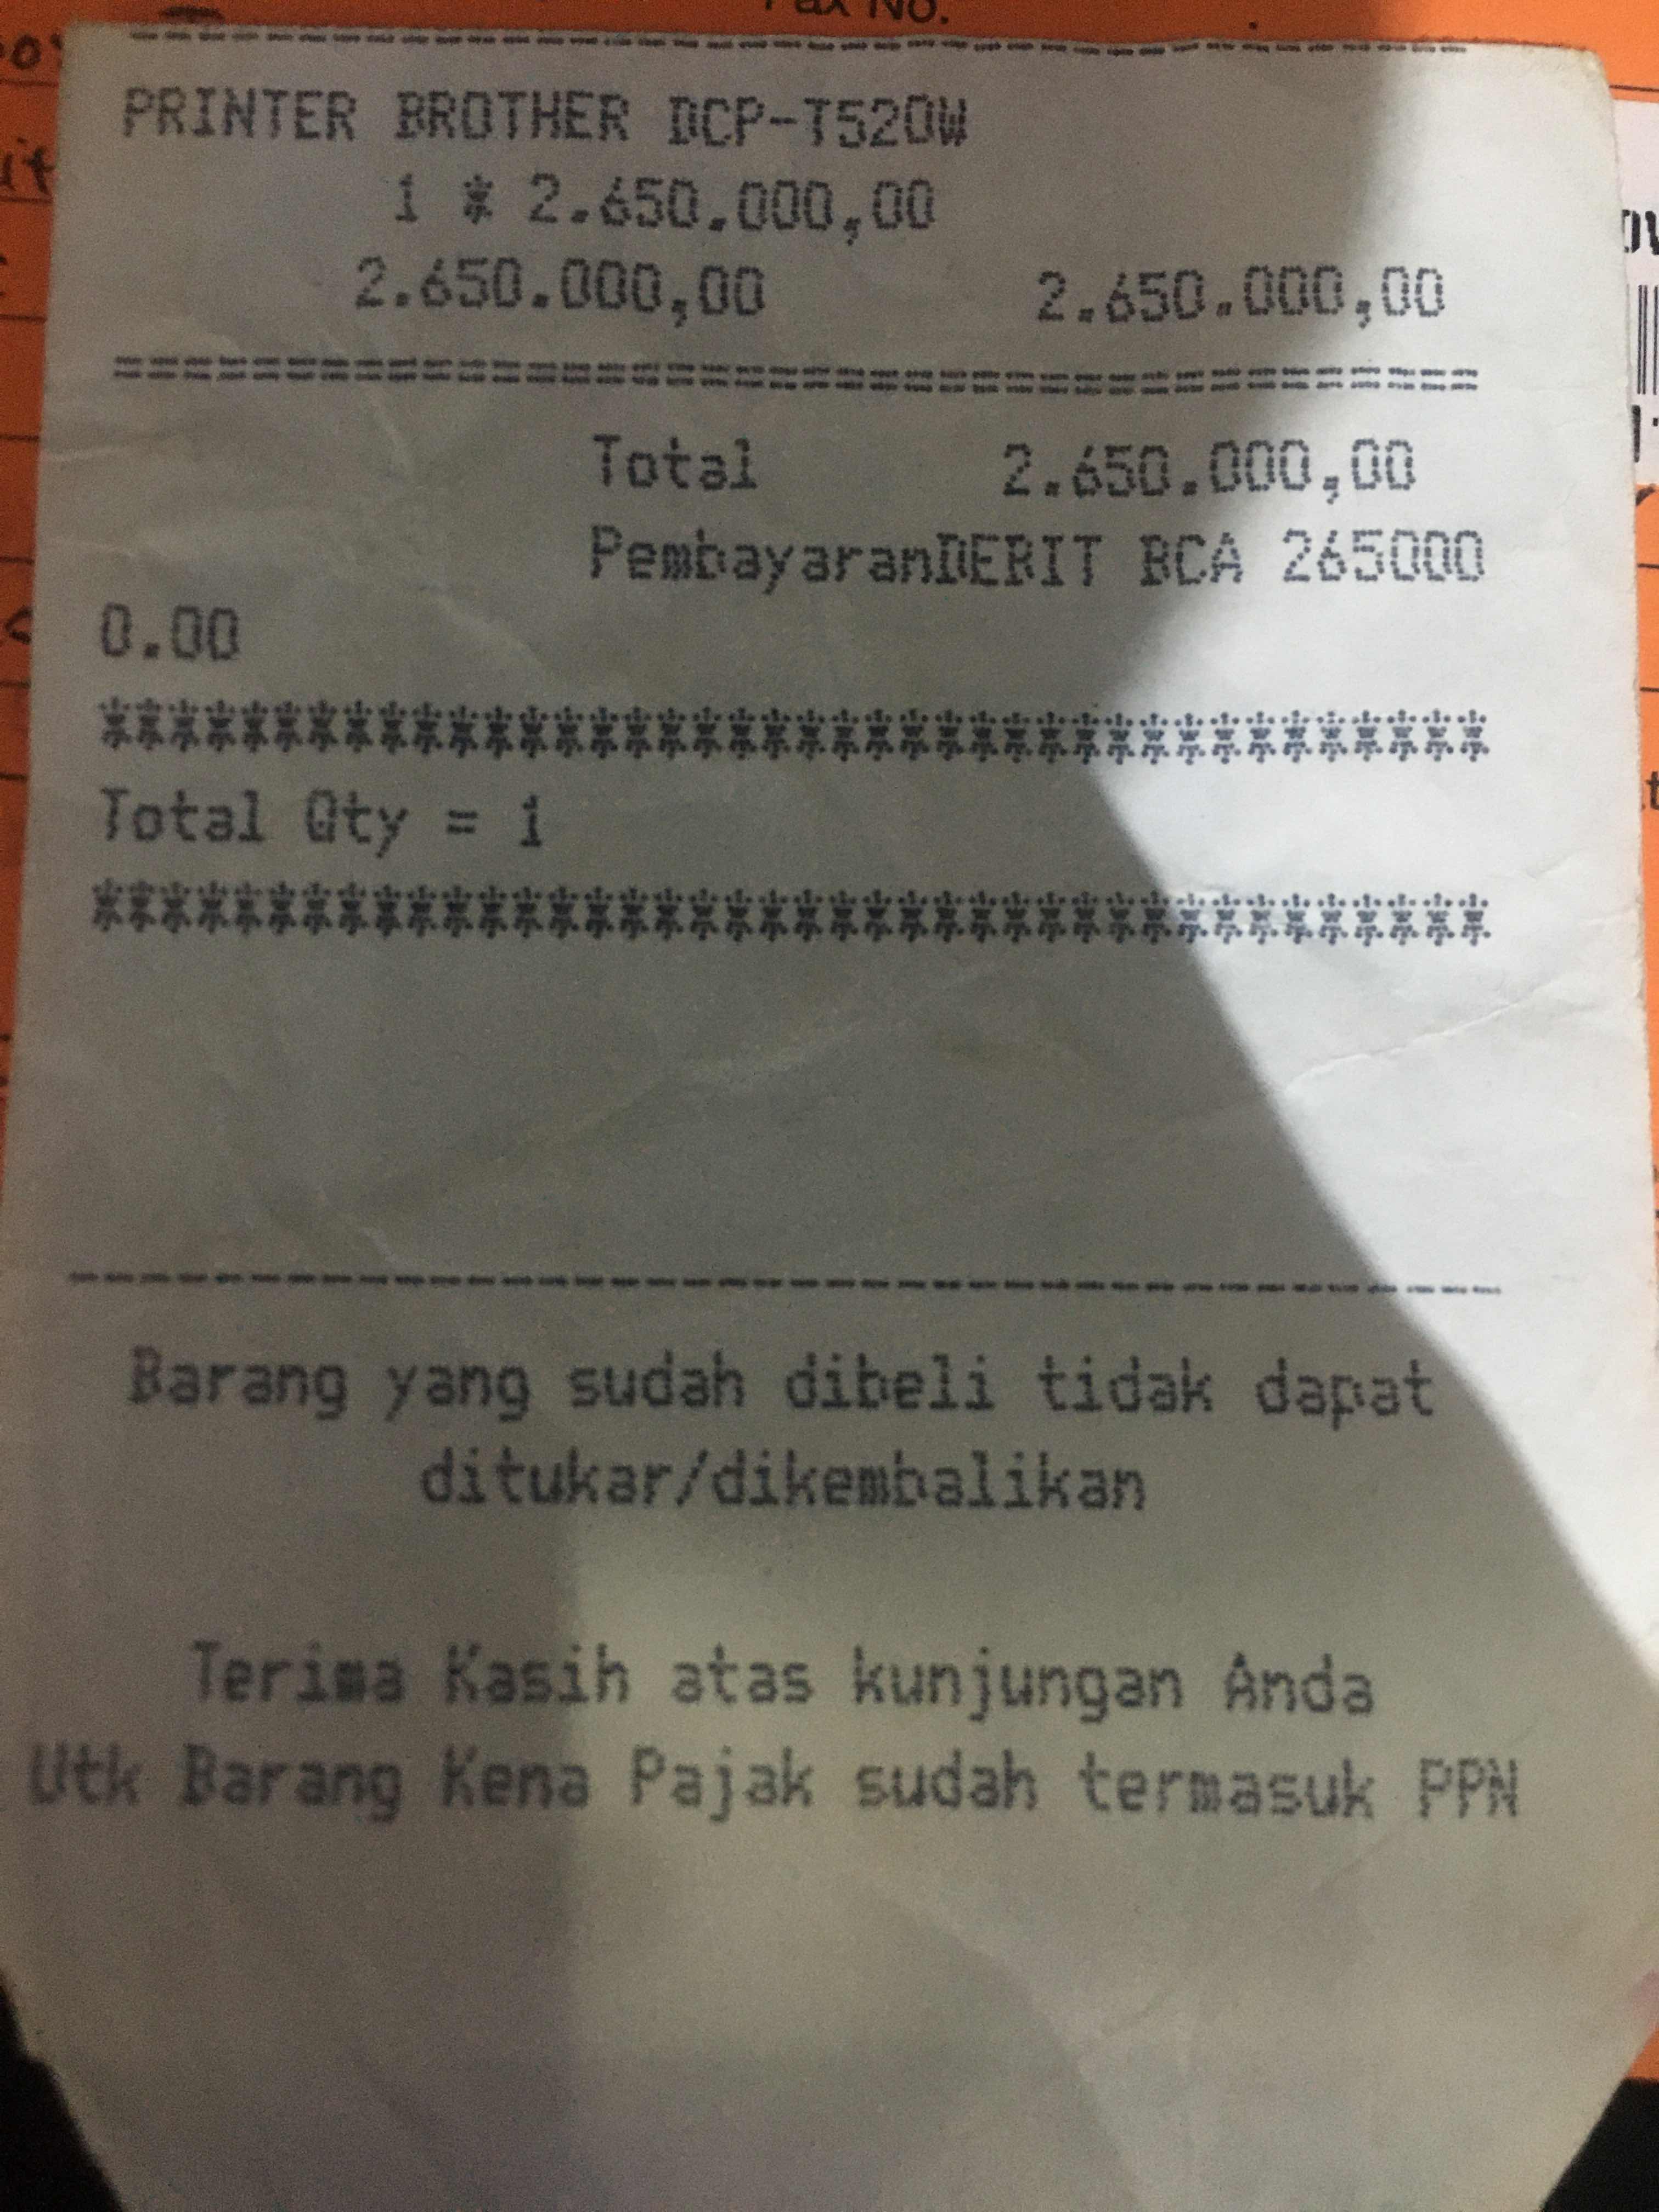 Fax No.
--------------------------------------
PRINTER BROTHER DCP-T520W
1 * 2.650.000,00
2.650.000,00 2.650.000,00
======================================
Total 2.650.000,00
PembayaranDEBIT BCA 265000
0.00
****************************************
Total Qty = 1
****************************************
----------------------------------------
Barang yang sudah dibeli tidak dapat
ditukar/dikembalikan
Terima Kasih atas kunjungan Anda
Utk Barang Kena Pajak sudah termasuk PPN